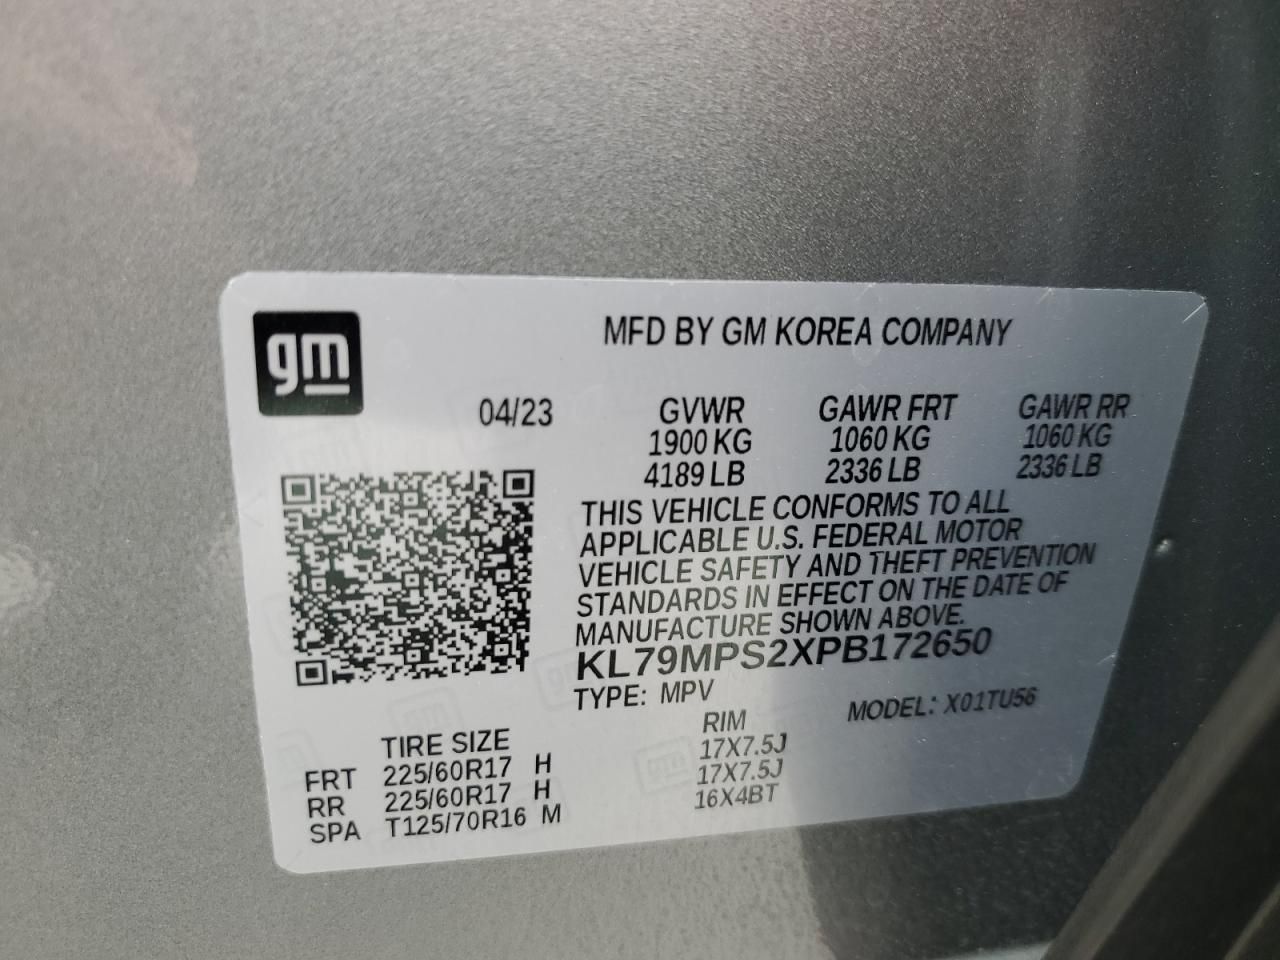 gm
MFD BY GM KOREA COMPANY
04/23 GVWR GAWR FRT GAWR RR
1900 KG 1060 KG 1060 KG
4189 LB 2336 LB 2336 LB
THIS VEHICLE CONFORMS TO ALL
APPLICABLE U.S. FEDERAL MOTOR
VEHICLE SAFETY AND THEFT PREVENTION
STANDARDS IN EFFECT ON THE DATE OF
MANUFACTURE SHOWN ABOVE.
KL79MPS2XPB172650
TYPE: MPV MODEL: X01TU56
TIRE SIZE RIM
FRT 225/60R17 H 17X7.5J
RR 225/60R17 H 17X7.5J
SPA T125/70R16 M 16X4BT